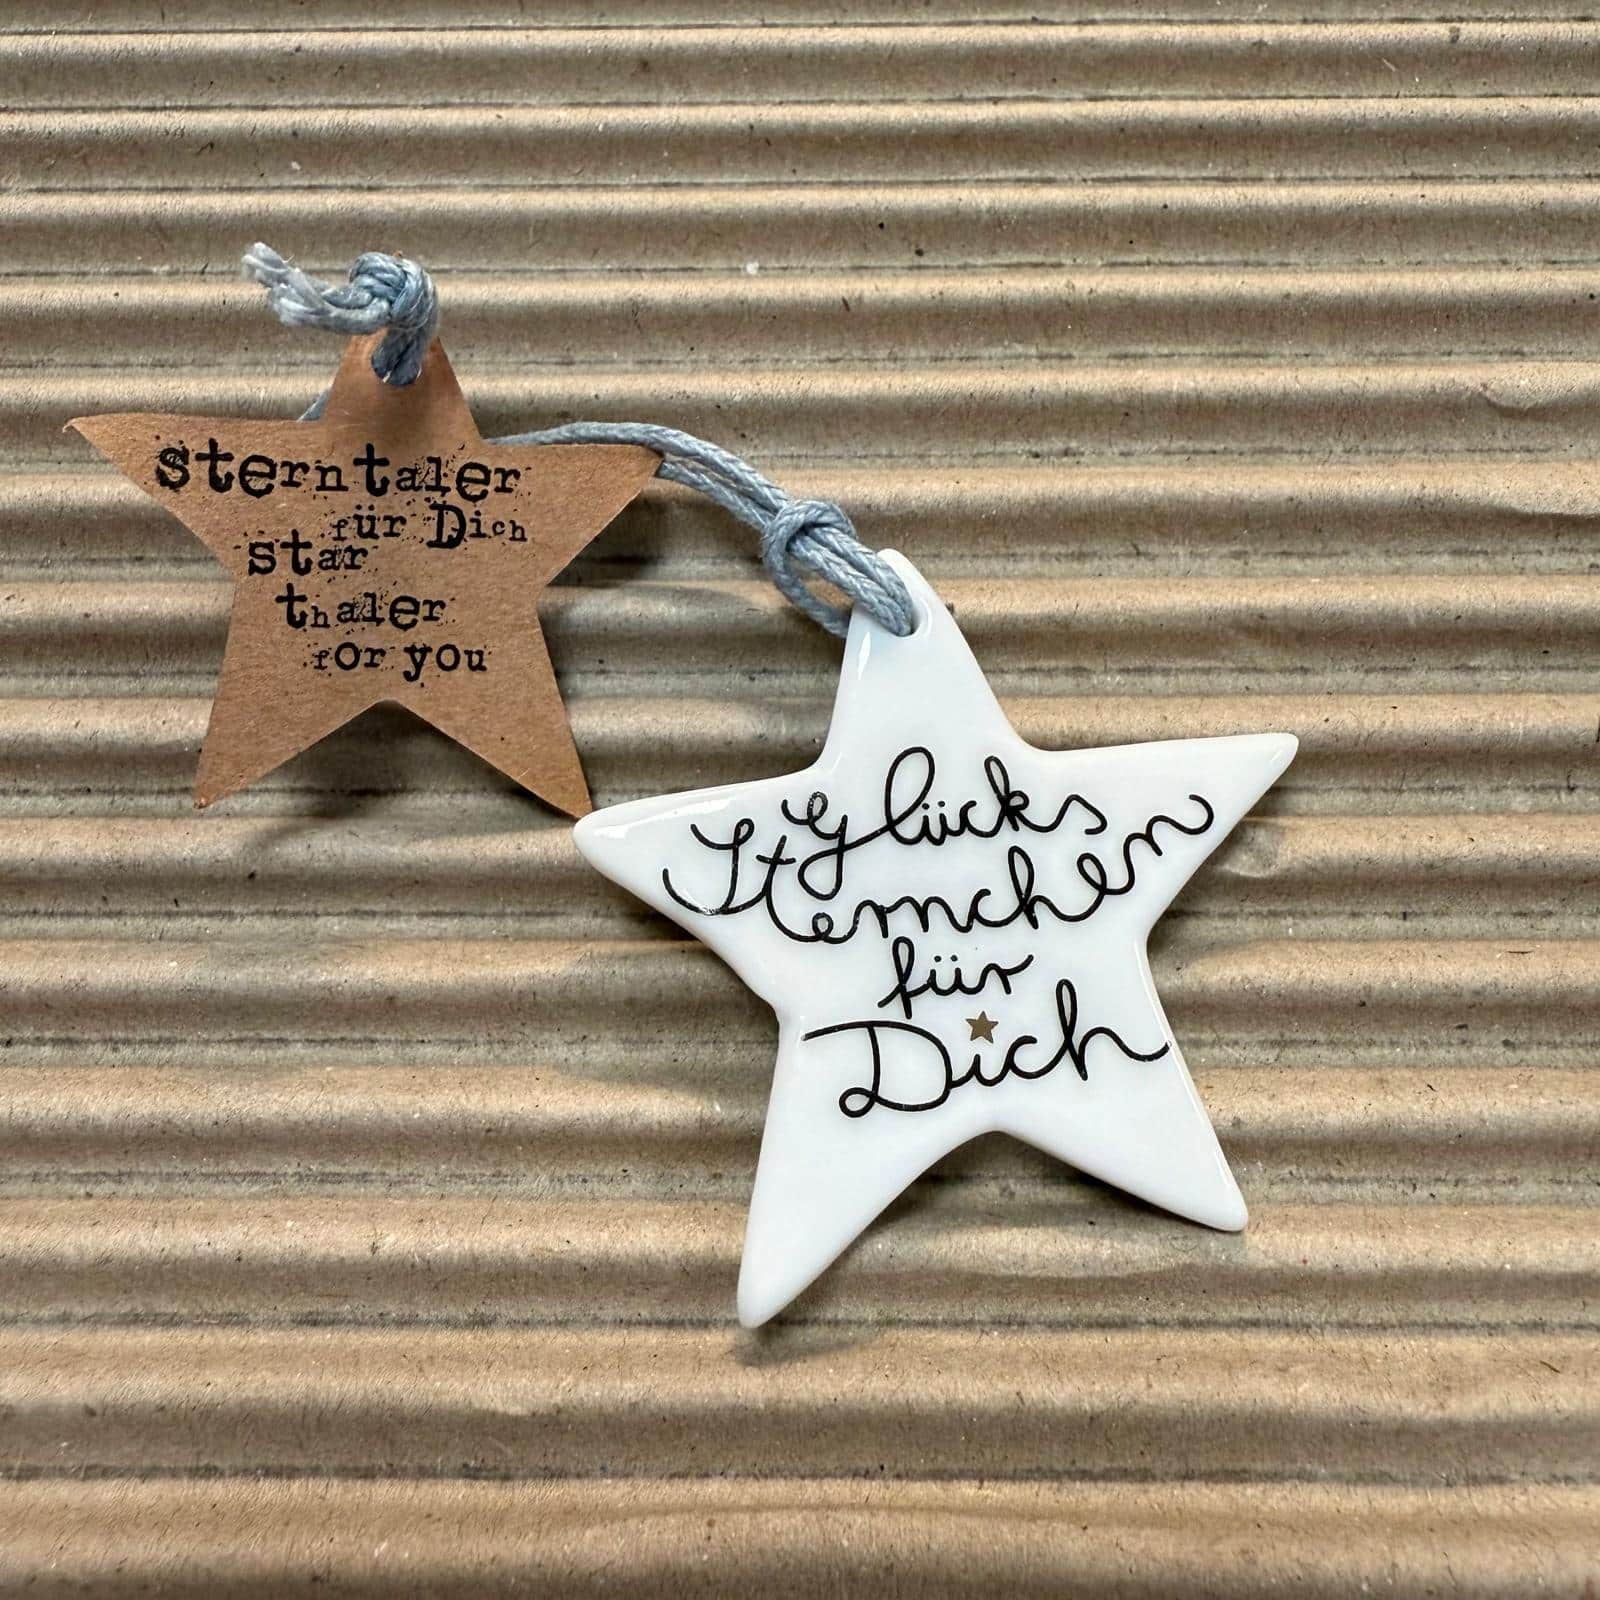 sterntaler
für Dich
star
thaler
for you
Glücks
Sternchen
für
Dich